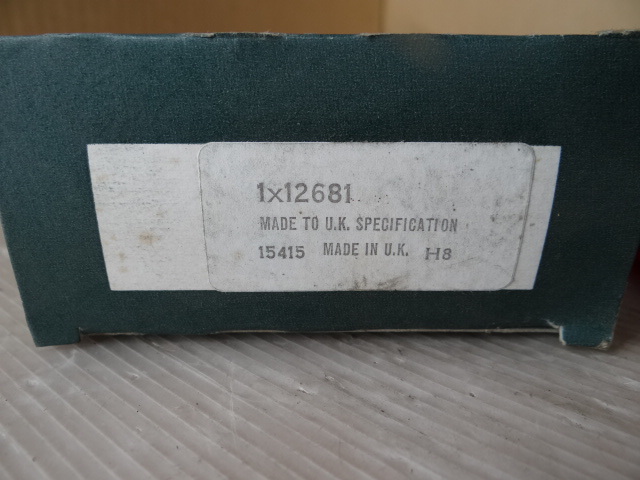 1x12681
MADE TO U.K. SPECIFICATION
15415 MADE IN U.K. H8